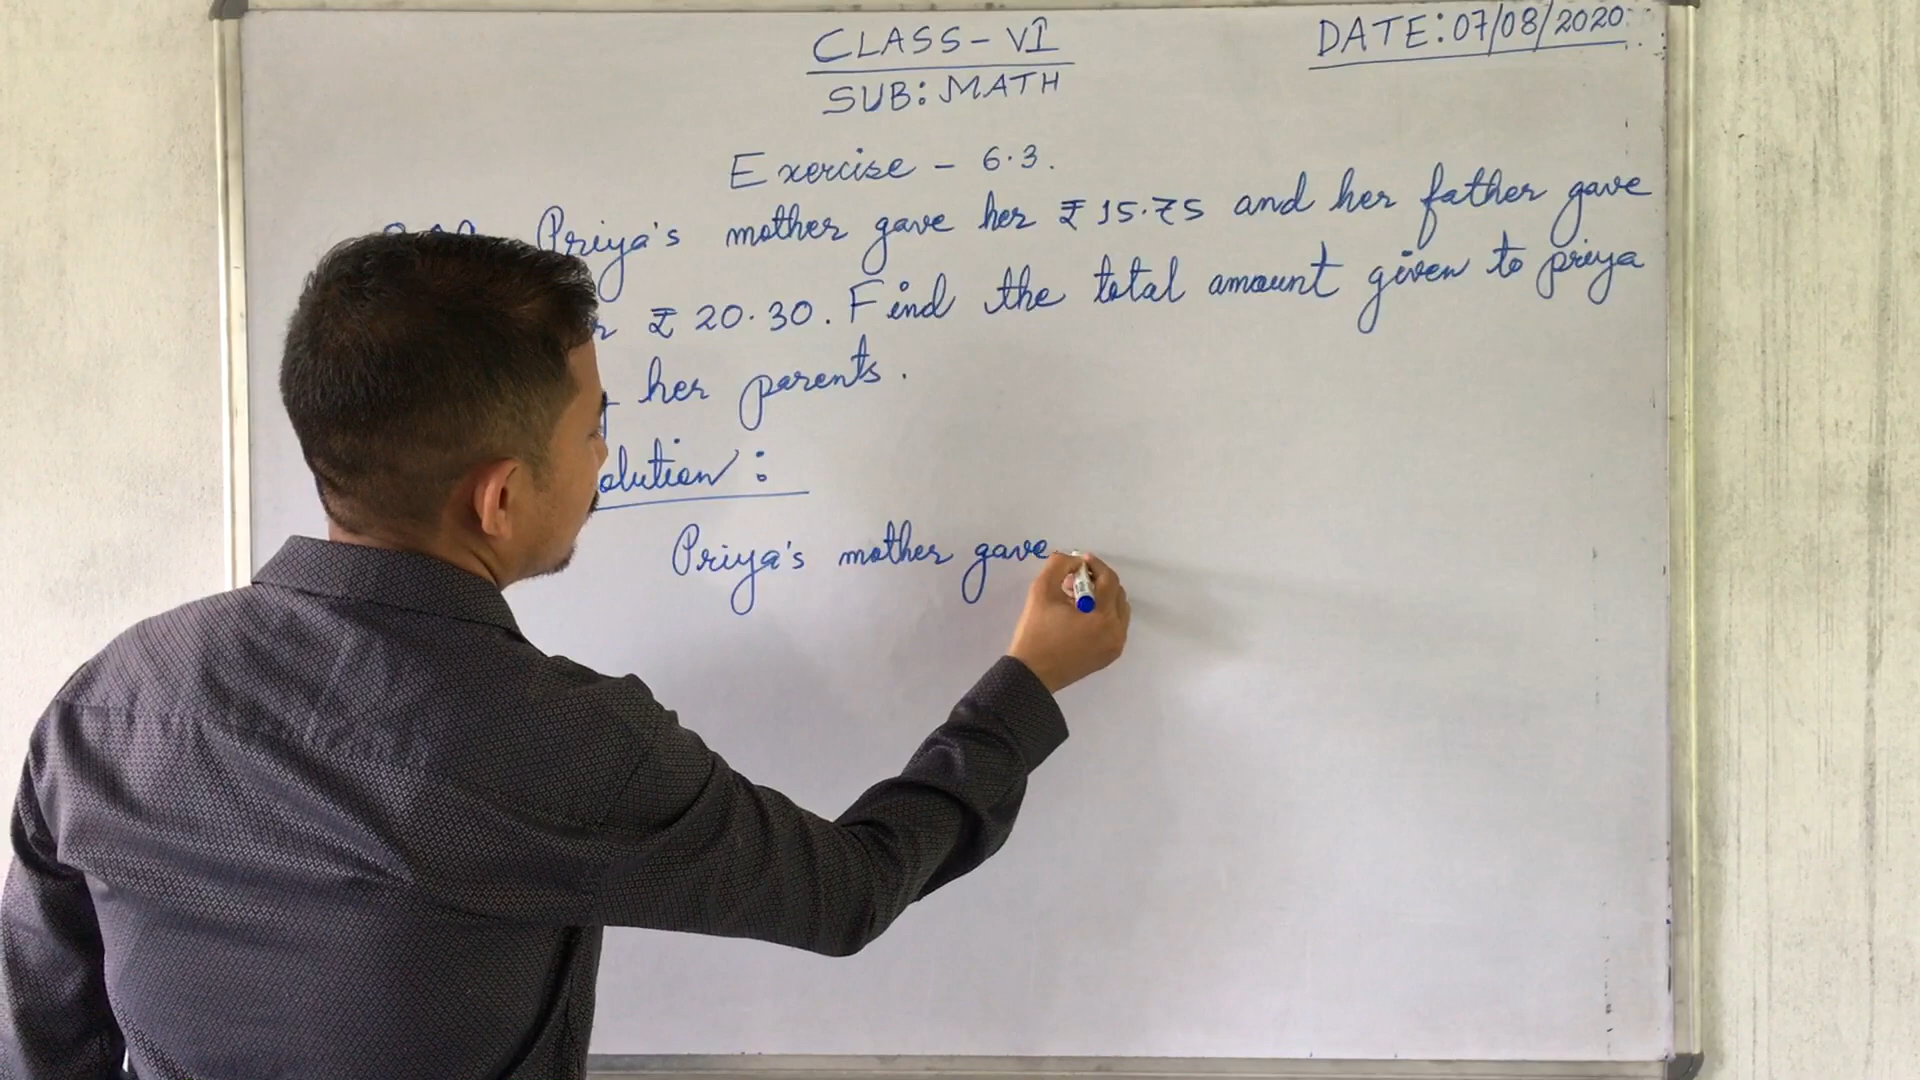 CLASS-VI
DATE: 07/08/2020
SUB: MATH
Exercise - 6.3.
Priya's mother gave her ₹ 15.75 and her father gave
₹ 20.30. Find the total amount given to priya
her parents.
olution :
Priya's mother gave